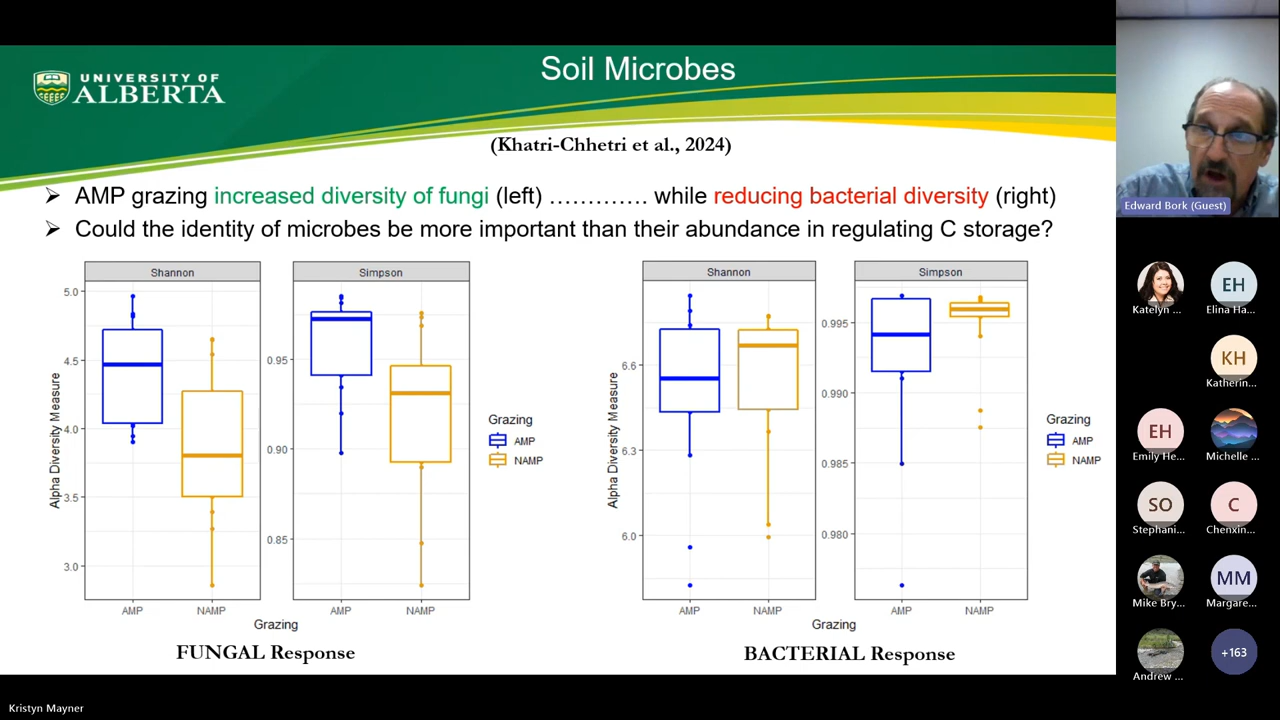 Soil Microbes
UNIVERSITY OF
ALBERTA
(Khatri-Chhetri et al., 2024)
➢ AMP grazing increased diversity of fungi (left) ............. while reducing bacterial diversity (right)
➢ Could the identity of microbes be more important than their abundance in regulating C storage?
Shannon
Simpson
Alpha Diversity Measure
5.0
4.5
4.0
3.5
3.0
0.95
0.90
0.85
AMP
NAMP
AMP
NAMP
Grazing
Grazing
AMP
NAMP
FUNGAL Response
Shannon
Simpson
Alpha Diversity Measure
6.6
6.3
6.0
0.995
0.990
0.985
0.980
AMP
NAMP
AMP
NAMP
Grazing
Grazing
AMP
NAMP
BACTERIAL Response
Edward Bork (Guest)
Katelyn ...
EH
Elina Ha...
KH
Katherin...
EH
Emily He...
Michelle ...
SO
Stephani...
C
Chenxin...
Mike Bry...
MM
Margare...
Andrew ...
+163
Kristyn Mayner